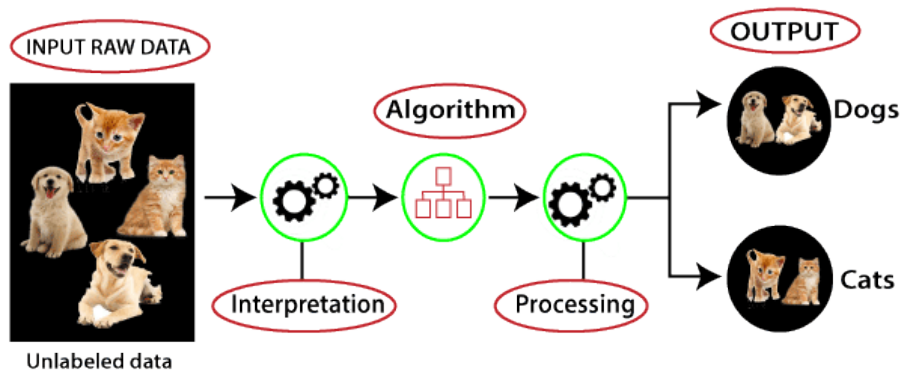 INPUT RAW DATA
Unlabeled data
Interpretation
Algorithm
Processing
OUTPUT
Dogs
Cats